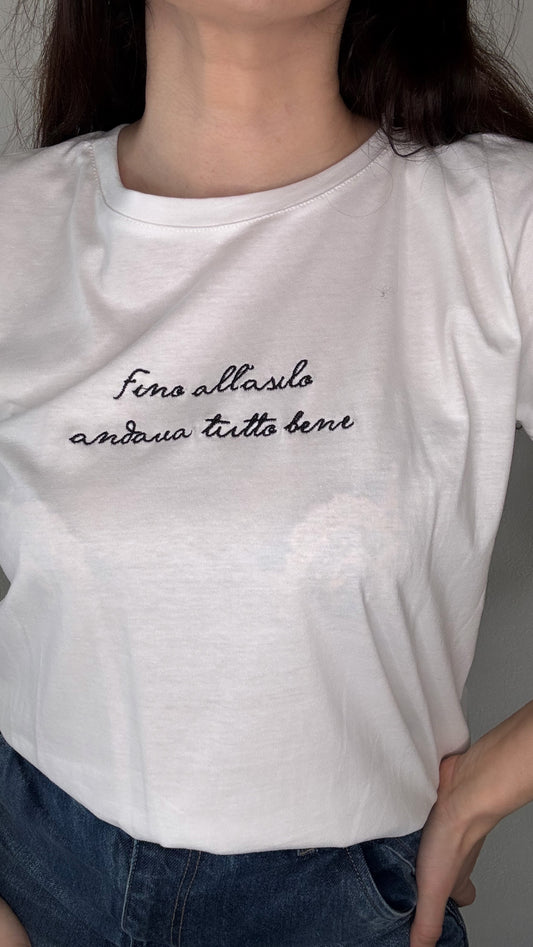 Fino all'asilo
andava tutto bene